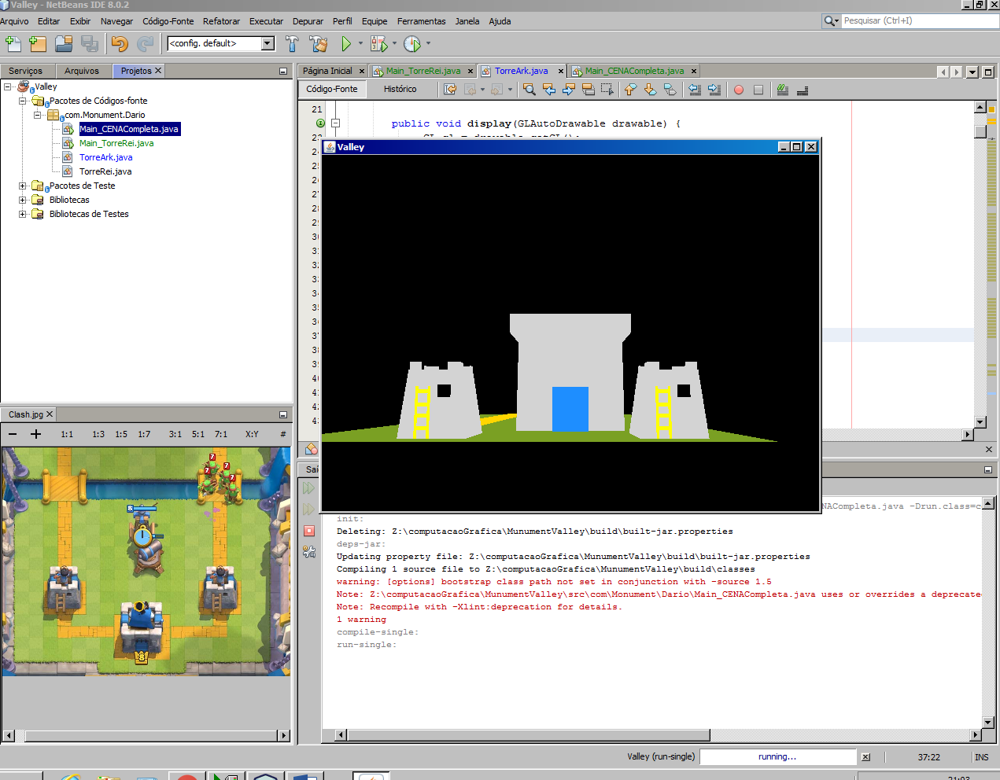 Valley - NetBeans IDE 8.0.2
Arquivo Editar Exibir Navegar Código-Fonte Refatorar Executar Depurar Perfil Equipe Ferramentas Janela Ajuda
Pesquisar (Ctrl+I)
<config. default>
Serviços Arquivos Projetos
Página Inicial Main_TorreRei.java TorreArk.java Main_CENACompleta.java
Código-Fonte Histórico
Valley
Pacotes de Códigos-fonte
com.Monument.Dario
Main_CENACompleta.java
Main_TorreRei.java
TorreArk.java
TorreRei.java
Pacotes de Teste
Bibliotecas
Bibliotecas de Testes
21
public void display(GLAutoDrawable drawable) {
Valley
Clash.jpg
1:1 1:3 1:5 1:7 3:1 5:1 7:1 X:Y #
7
7
7
7
8
8
NACompleta.java -Drun.class=c
init:
Deleting: Z:\computacaoGrafica\MunumentValley\build\built-jar.properties
deps-jar:
Updating property file: Z:\computacaoGrafica\MunumentValley\build\built-jar.properties
Compiling 1 source file to Z:\computacaoGrafica\MunumentValley\build\classes
warning: [options] bootstrap class path not set in conjunction with -source 1.5
Note: Z:\computacaoGrafica\MunumentValley\src\com\Monument\Dario\Main_CENACompleta.java uses or overrides a deprecate
Note: Recompile with -Xlint:deprecation for details.
1 warning
compile-single:
run-single:
Valley (run-single) running... 37:22 INS